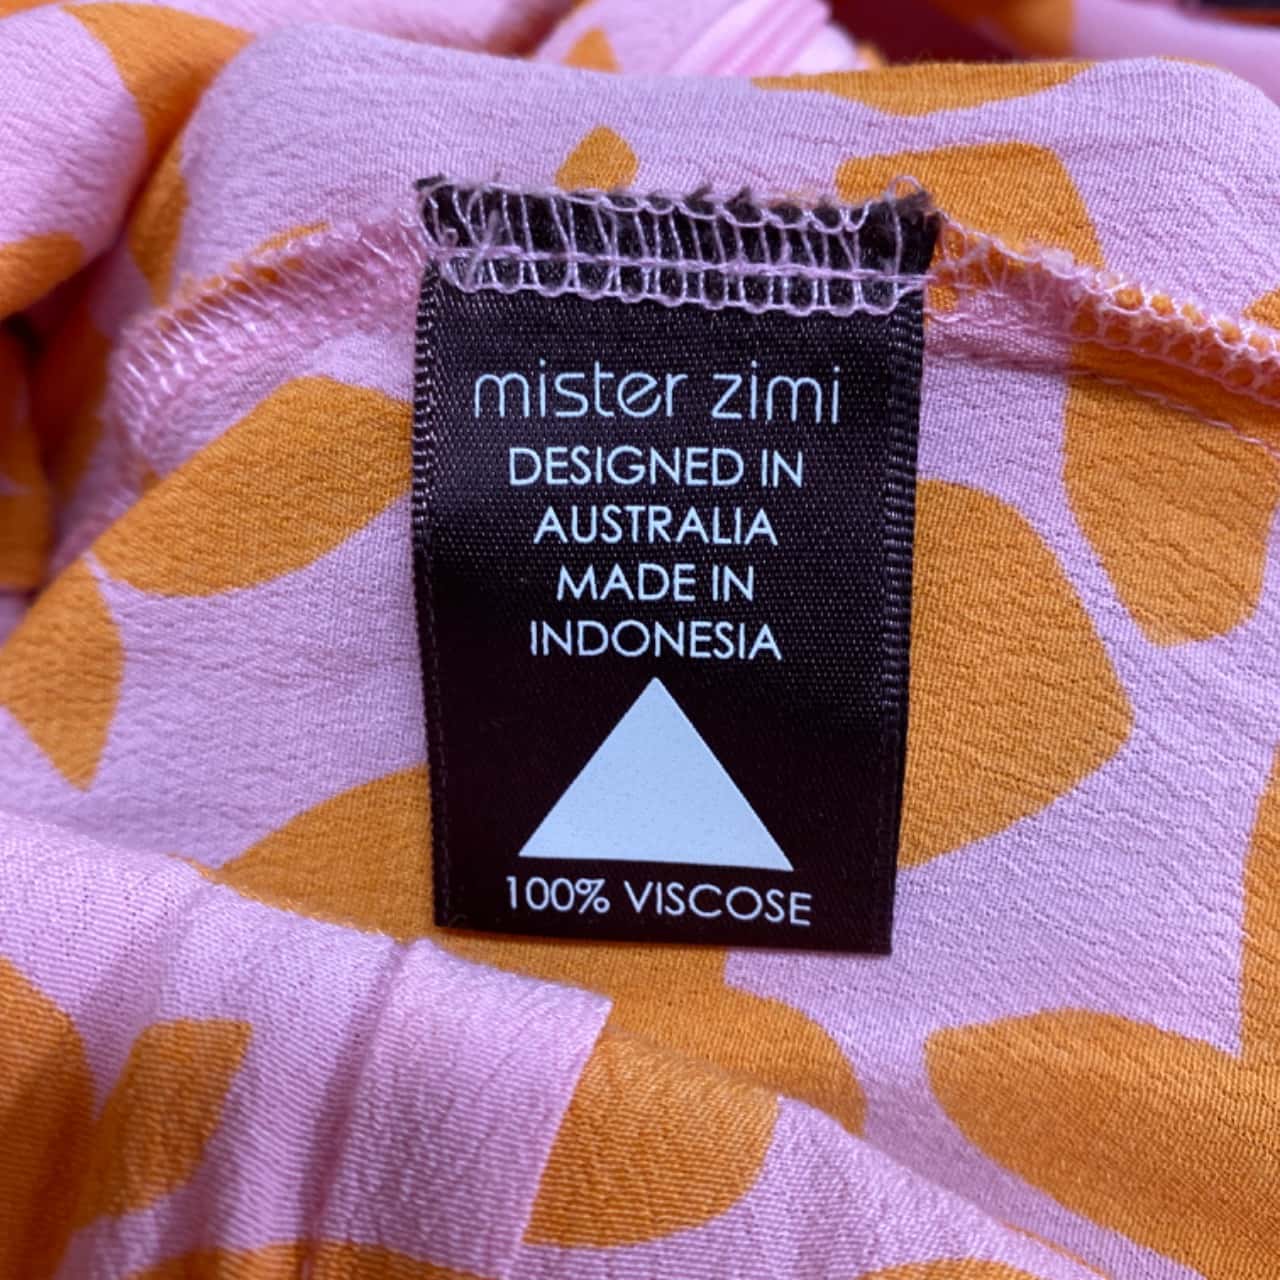 mister zimi
DESIGNED IN
AUSTRALIA
MADE IN
INDONESIA
100% VISCOSE